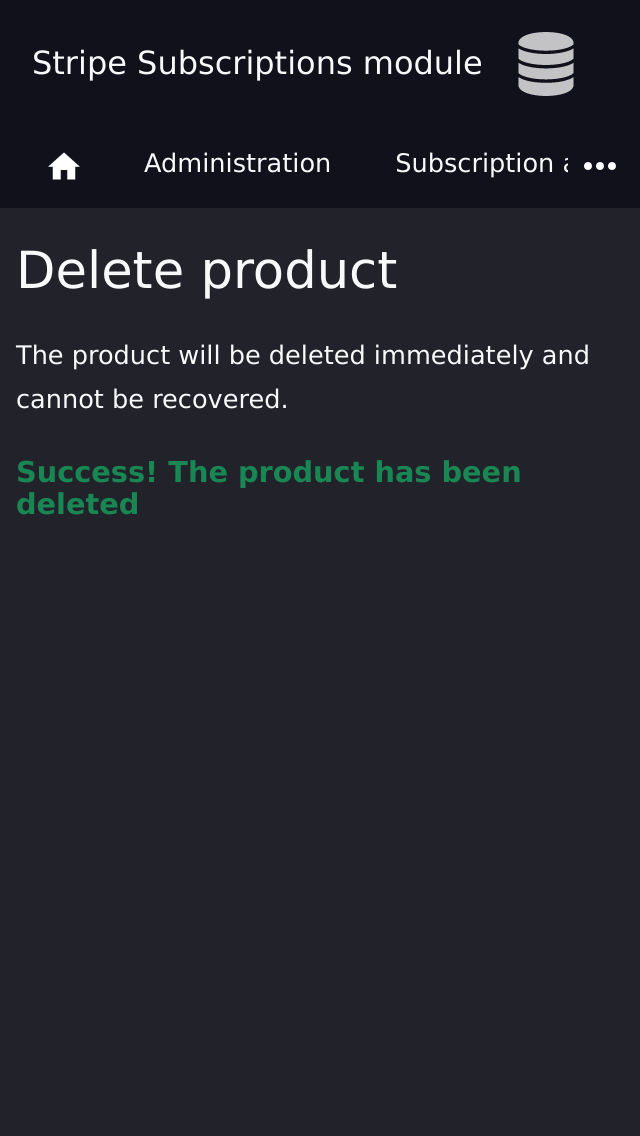 Stripe Subscriptions module
Administration
Subscription
Delete product
The product will be deleted immediately and
cannot be recovered.
Success! The product has been
deleted